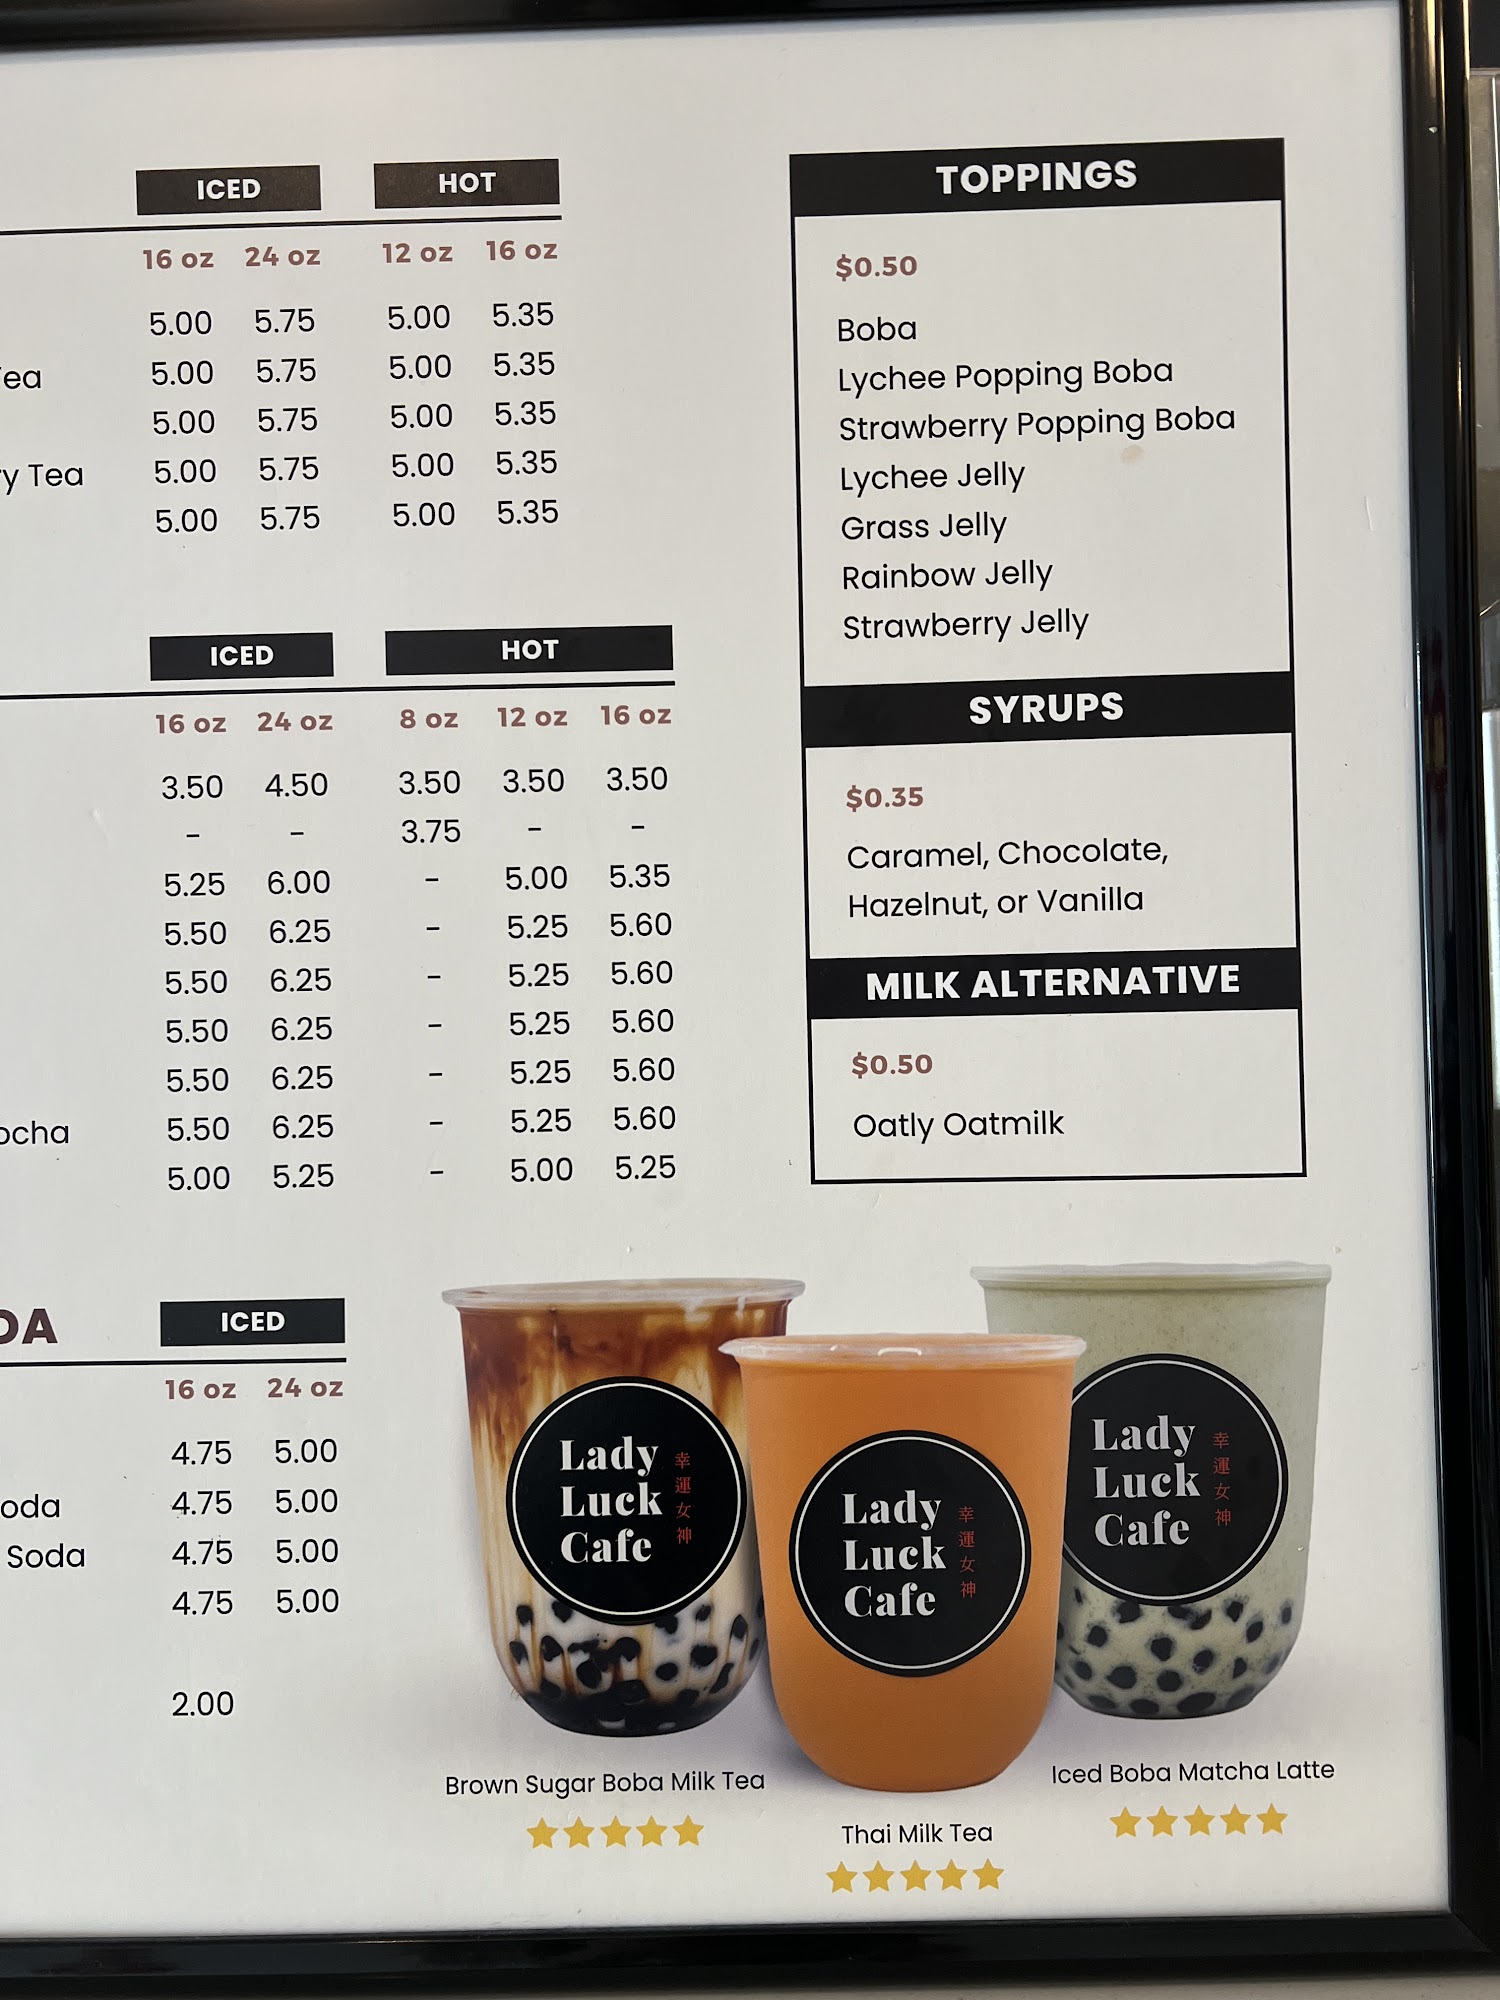 ICED HOT
16 oz 24 oz 12 oz 16 oz
5.00 5.75 5.00 5.35
ea 5.00 5.75 5.00 5.35
5.00 5.75 5.00 5.35
y Tea 5.00 5.75 5.00 5.35
5.00 5.75 5.00 5.35
ICED HOT
16 oz 24 oz 8 oz 12 oz 16 oz
3.50 4.50 3.50 3.50 3.50
- - 3.75 - -
5.25 6.00 - 5.00 5.35
5.50 6.25 - 5.25 5.60
5.50 6.25 - 5.25 5.60
5.50 6.25 - 5.25 5.60
5.50 6.25 - 5.25 5.60
ocha 5.50 6.25 - 5.25 5.60
5.00 5.25 - 5.00 5.25
DA ICED
16 oz 24 oz
4.75 5.00
oda 4.75 5.00
Soda 4.75 5.00
4.75 5.00
2.00
TOPPINGS
$0.50
Boba
Lychee Popping Boba
Strawberry Popping Boba
Lychee Jelly
Grass Jelly
Rainbow Jelly
Strawberry Jelly
SYRUPS
$0.35
Caramel, Chocolate,
Hazelnut, or Vanilla
MILK ALTERNATIVE
$0.50
Oatly Oatmilk
Lady
Luck
Cafe
幸運女神
Lady
Luck
Cafe
幸運女神
Lady
Luck
Cafe
幸運女神
Brown Sugar Boba Milk Tea
Thai Milk Tea
Iced Boba Matcha Latte